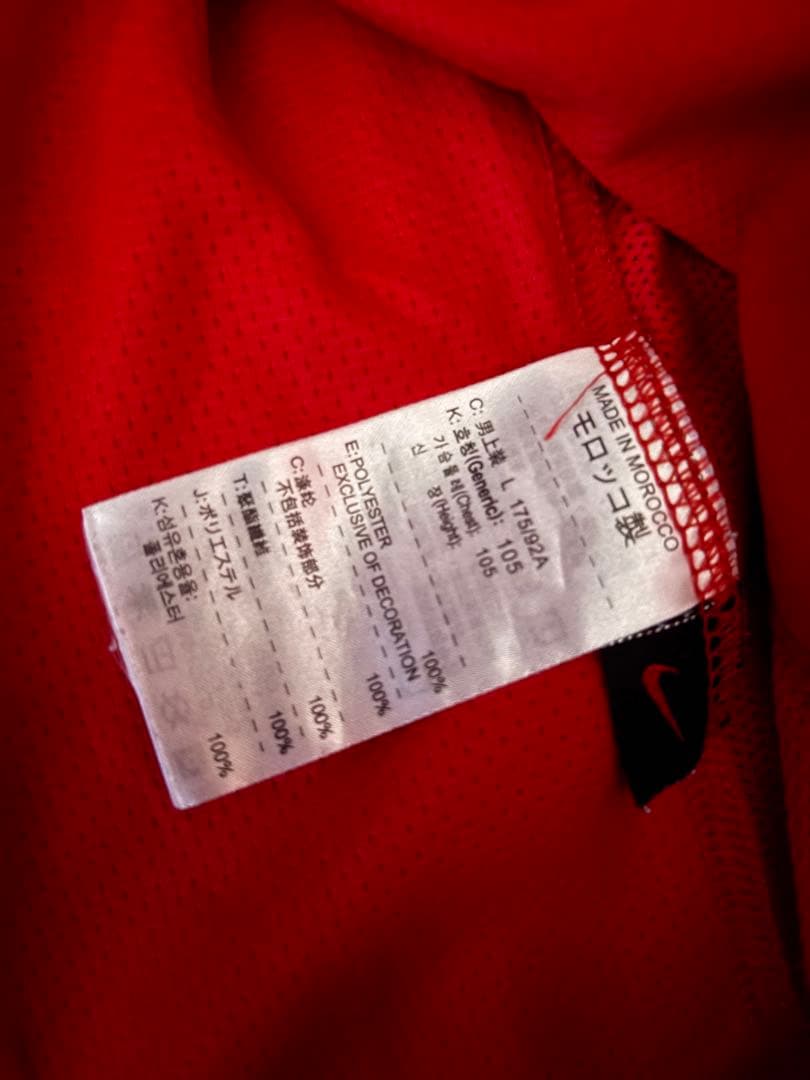 MADE IN MOROCCO
モロッコ製
C: 男上装 L 175/92A
K: 호칭(Generic): 105
가슴둘레(Chest): 105
신 장(Height):
E:POLYESTER 100%
EXCLUSIVE OF DECORATION
C: 涤纶 100%
不包括装饰部分
T:聚酯纖維 100%
J:ポリエステル 100%
K:섬유혼용율:
폴리에스터 100%